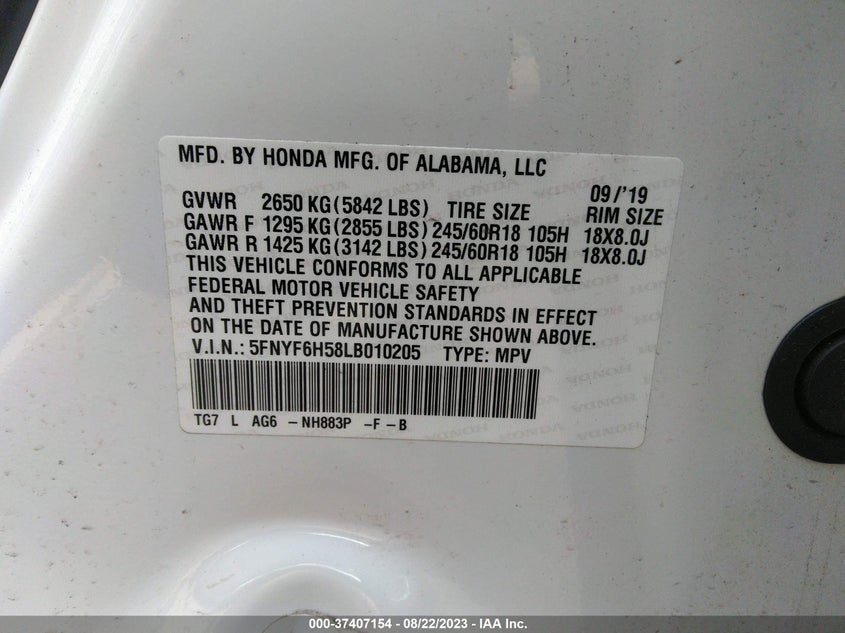 MFD. BY HONDA MFG. OF ALABAMA, LLC
09/'19
GVWR 2650 KG (5842 LBS) TIRE SIZE RIM SIZE
GAWR F 1295 KG (2855 LBS) 245/60R18 105H 18X8.0J
GAWR R 1425 KG (3142 LBS) 245/60R18 105H 18X8.0J
THIS VEHICLE CONFORMS TO ALL APPLICABLE
FEDERAL MOTOR VEHICLE SAFETY
AND THEFT PREVENTION STANDARDS IN EFFECT
ON THE DATE OF MANUFACTURE SHOWN ABOVE.
V.I.N.: 5FNYF6H58LB010205 TYPE: MPV
TG7 L AG6 -NH883P -F -B
000-37407154 - 08/22/2023 - IAA Inc.